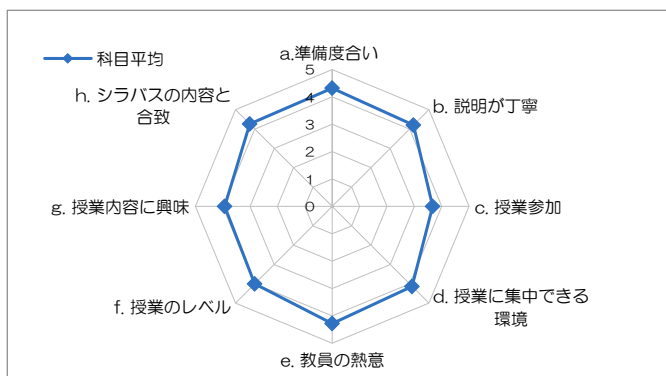 科目平均
a.準備度合い
b. 説明が丁寧
c. 授業参加
d. 授業に集中できる
環境
e. 教員の熱意
f. 授業のレベル
g. 授業内容に興味
h. シラバスの内容と
合致
5
4
3
2
1
0